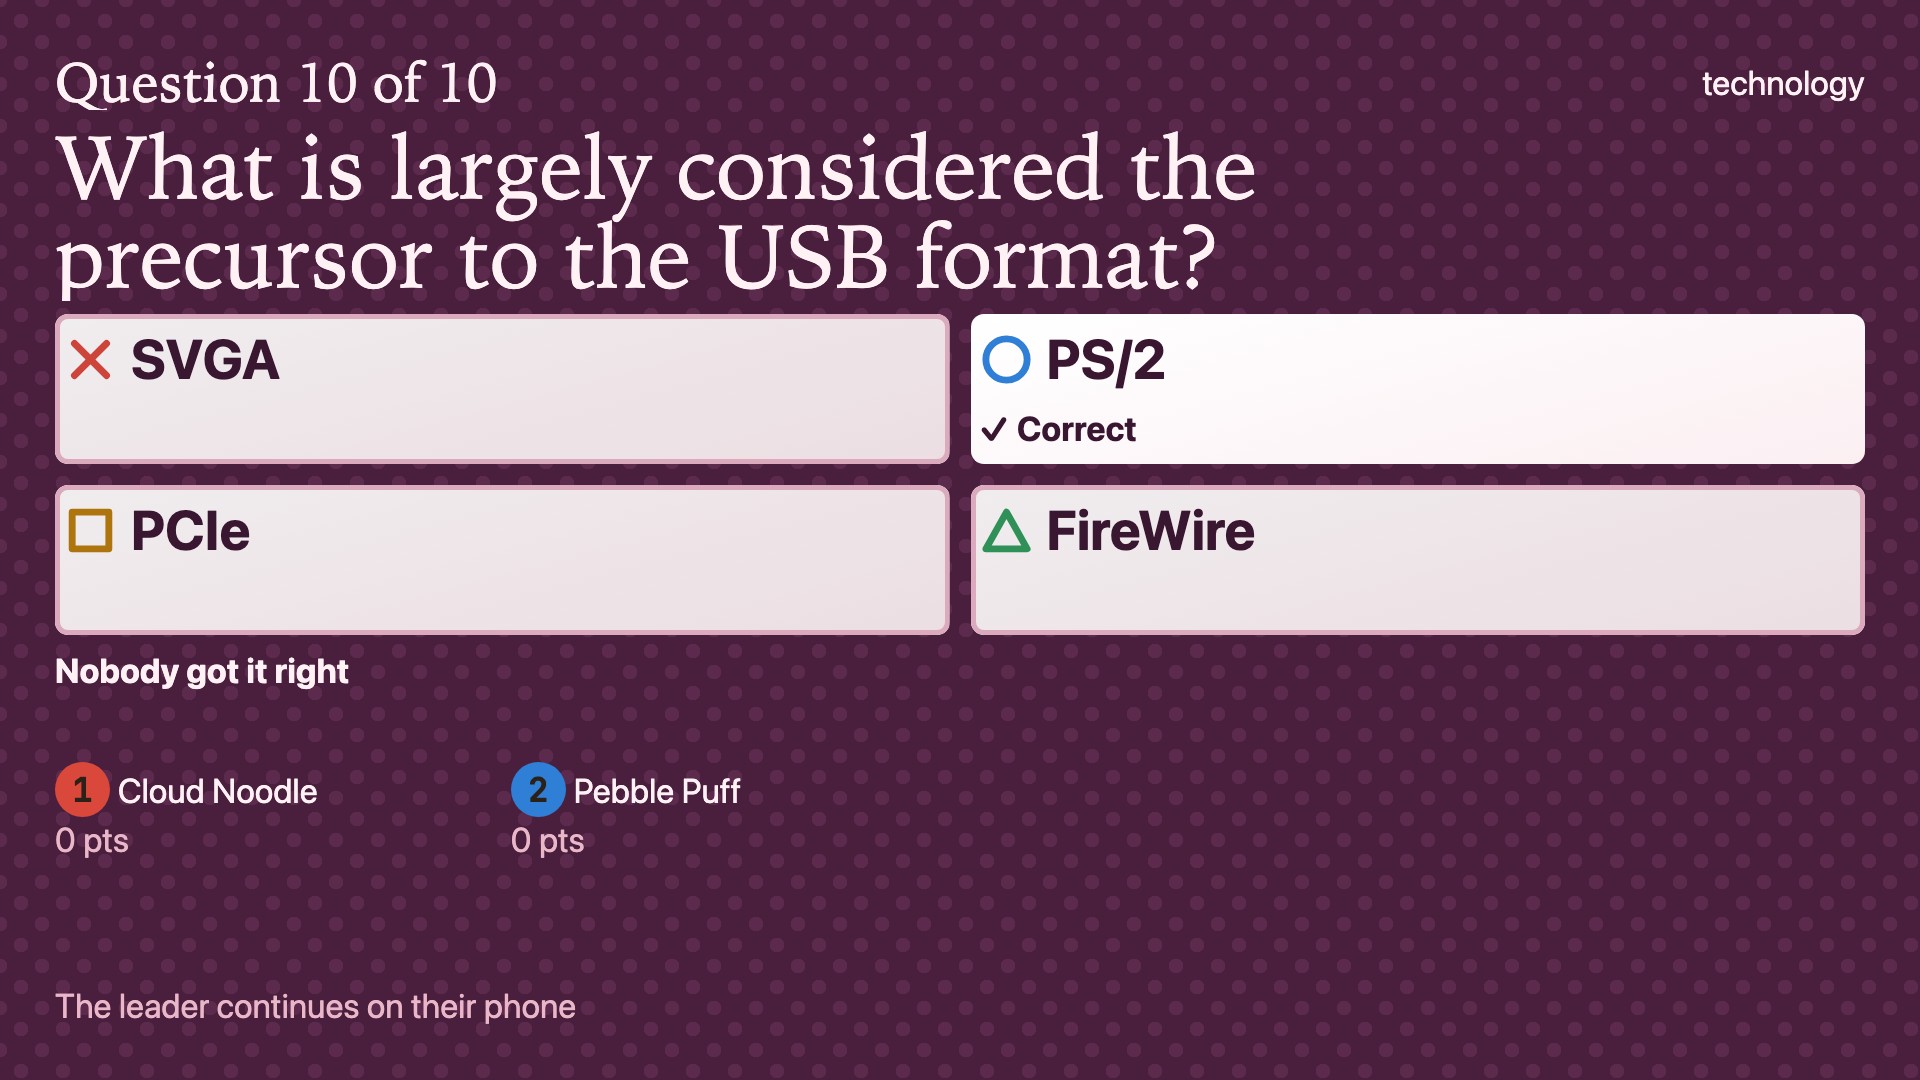 Question 10 of 10
technology
What is largely considered the
precursor to the USB format?
SVGA
PS/2
✓ Correct
PCIe
FireWire
Nobody got it right
1 Cloud Noodle
0 pts
2 Pebble Puff
0 pts
The leader continues on their phone